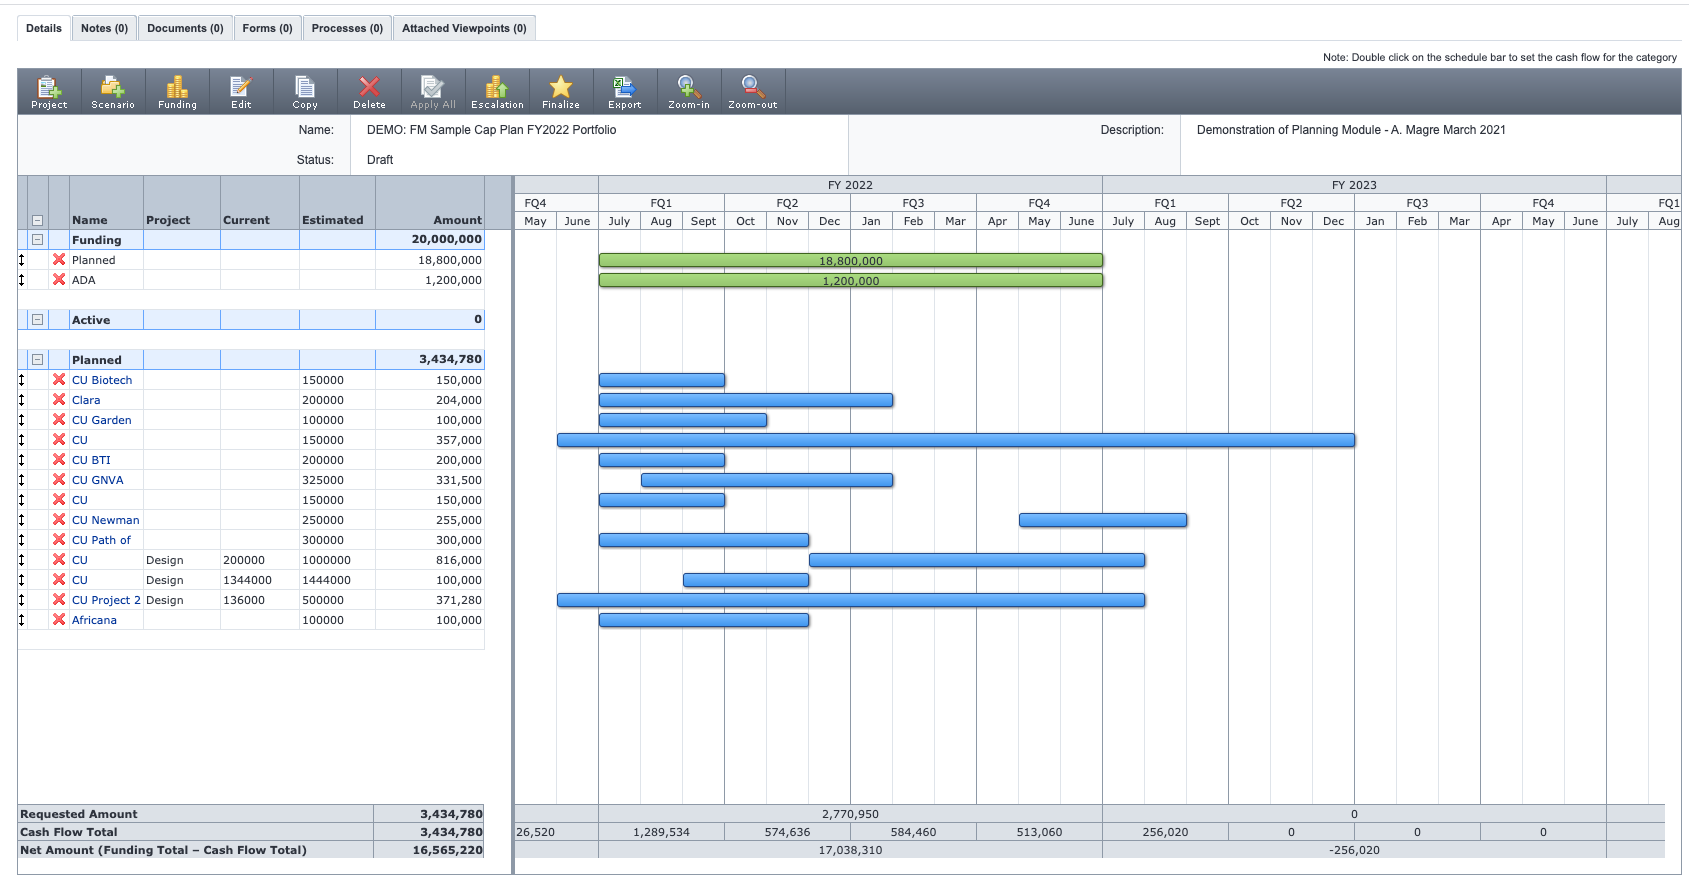 Details Notes (0) Documents (0) Forms (0) Processes (0) Attached Viewpoints (0)
Note: Double click on the schedule bar to set the cash flow for the category
Project Scenario Funding Edit Copy Delete Apply All Escalation Finalize Export Zoom-in Zoom-out
Name: DEMO: FM Sample Cap Plan FY2022 Portfolio Description: Demonstration of Planning Module - A. Magre March 2021
Status: Draft
FY 2022 FY 2023
FQ4 FQ1 FQ2 FQ3 FQ4 FQ1 FQ2 FQ3 FQ4 FQ1
Name Project Current Estimated Amount May June July Aug Sept Oct Nov Dec Jan Feb Mar Apr May June July Aug Sept Oct Nov Dec Jan Feb Mar Apr May June July Aug
Funding 20,000,000
Planned 18,800,000 18,800,000
ADA 1,200,000 1,200,000
Active 0
Planned 3,434,780
CU Biotech 150000 150,000
Clara 200000 204,000
CU Garden 100000 100,000
CU 150000 357,000
CU BTI 200000 200,000
CU GNVA 325000 331,500
CU 150000 150,000
CU Newman 250000 255,000
CU Path of 300000 300,000
CU Design 200000 1000000 816,000
CU Design 1344000 1444000 100,000
CU Project 2 Design 136000 500000 371,280
Africana 100000 100,000
Requested Amount 3,434,780 2,770,950 0
Cash Flow Total 3,434,780 26,520 1,289,534 574,636 584,460 513,060 256,020 0 0 0
Net Amount (Funding Total – Cash Flow Total) 16,565,220 17,038,310 -256,020